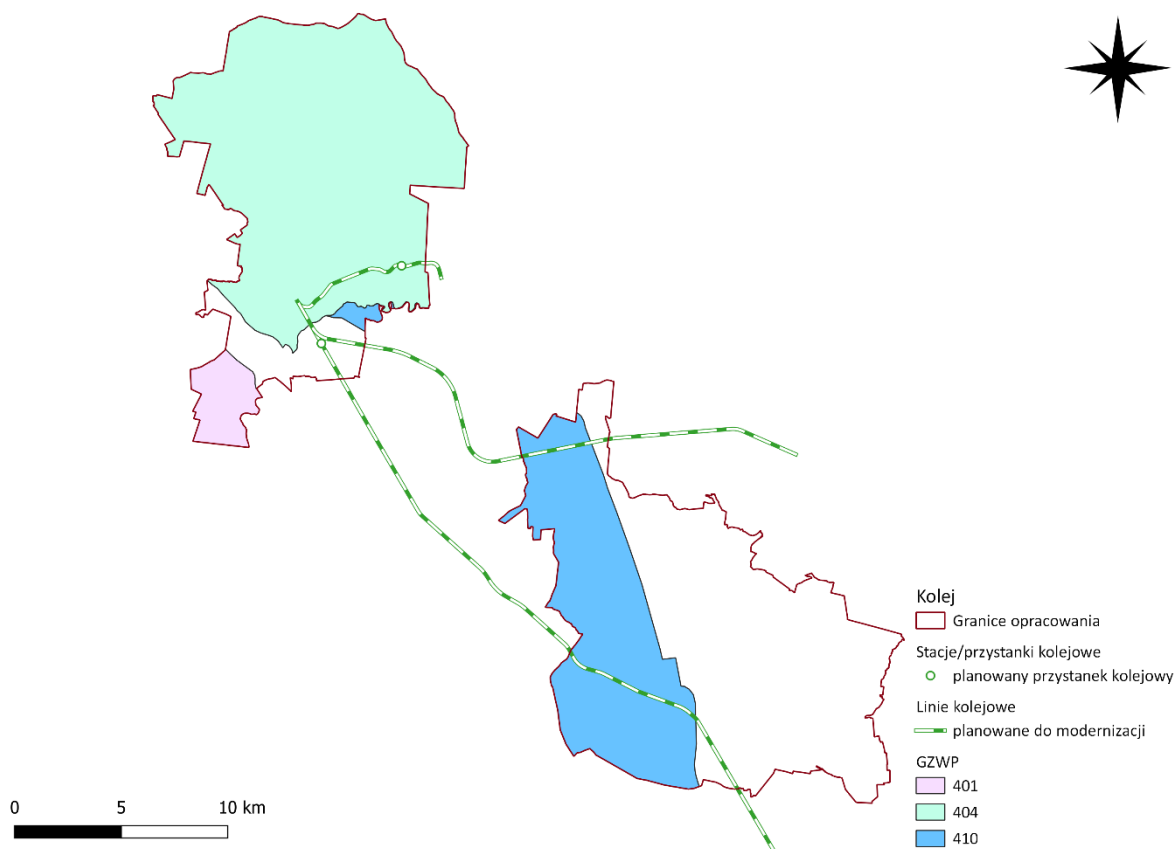 Kolej
Granice opracowania
Stacje/przystanki kolejowe
planowany przystanek kolejowy
Linie kolejowe
planowane do modernizacji
GZWP
401
404
410
0 5 10 km